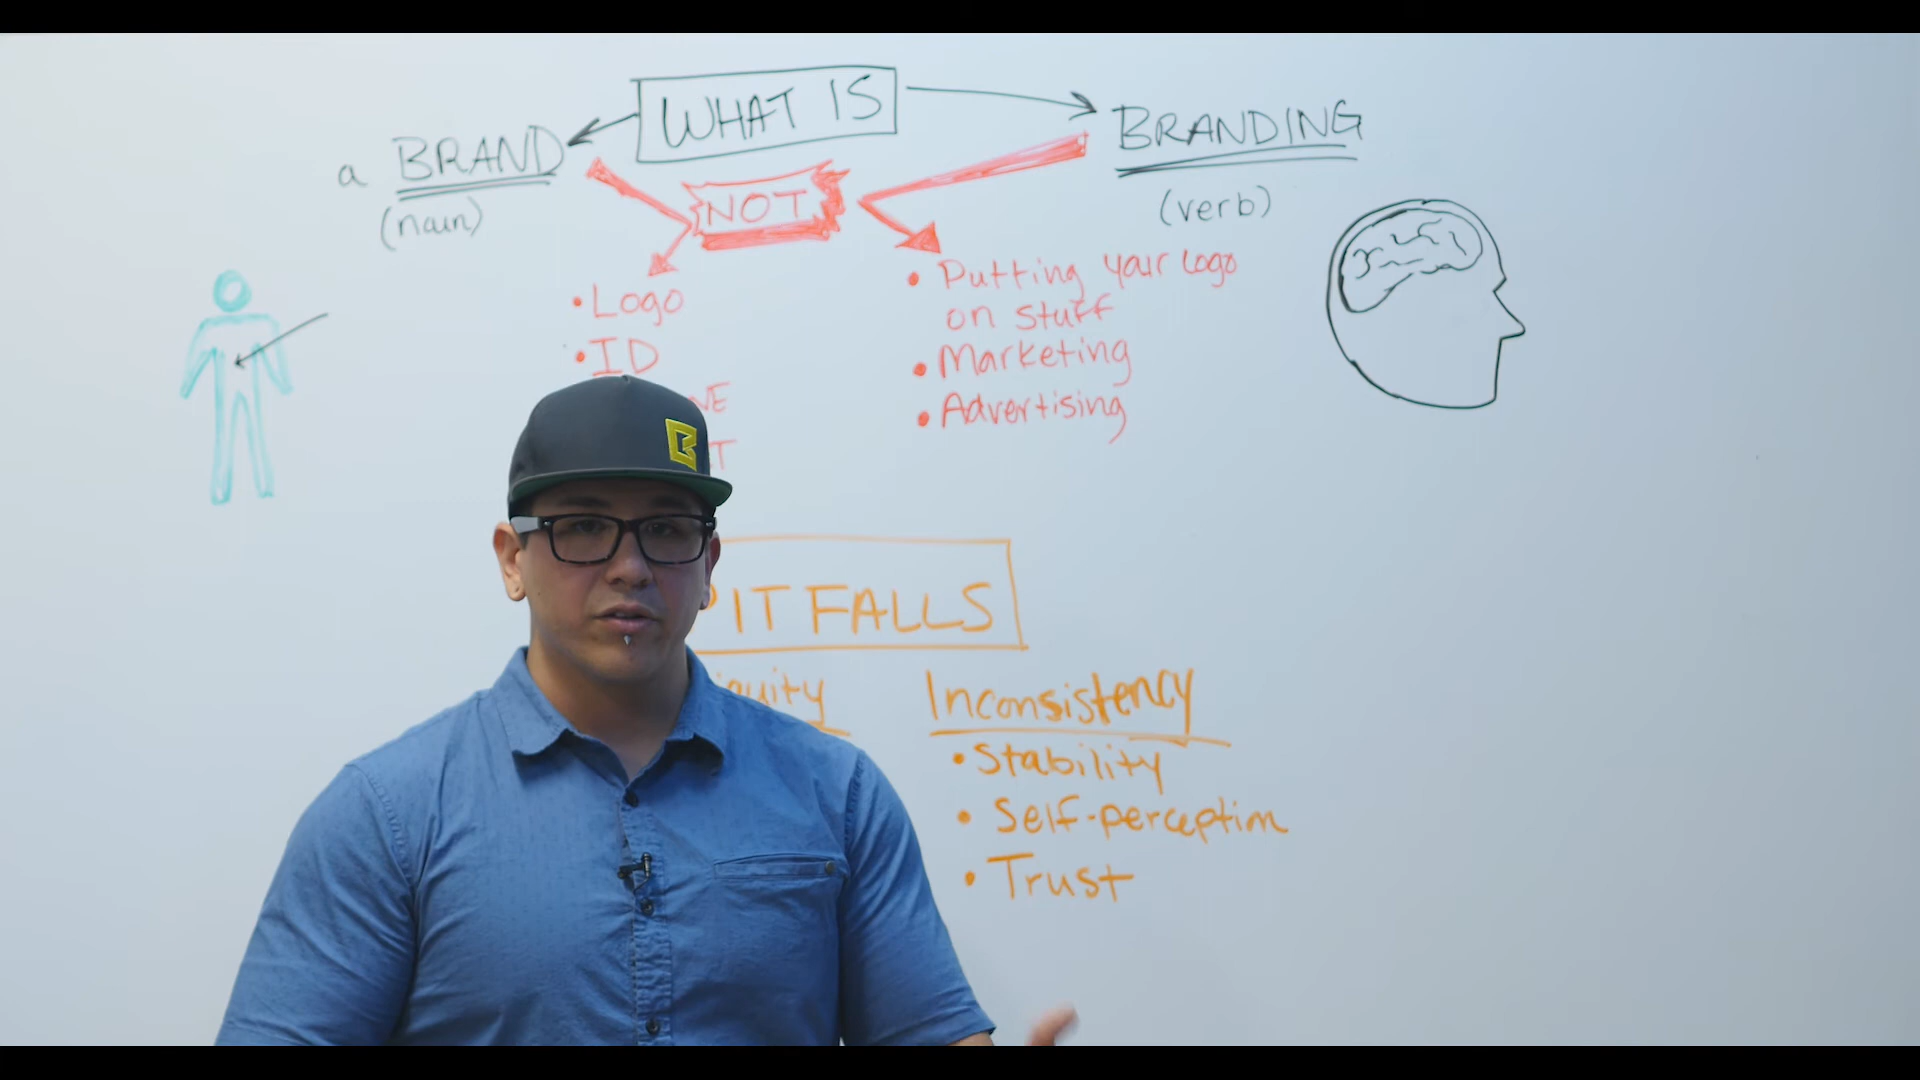 WHAT IS
a BRAND
(noun)
BRANDING
(verb)
NOT
• Logo
• ID
• Putting your logo
on stuff
• Marketing
• Advertising
PITFALLS
Inconsistency
• Stability
• Self-perception
• Trust